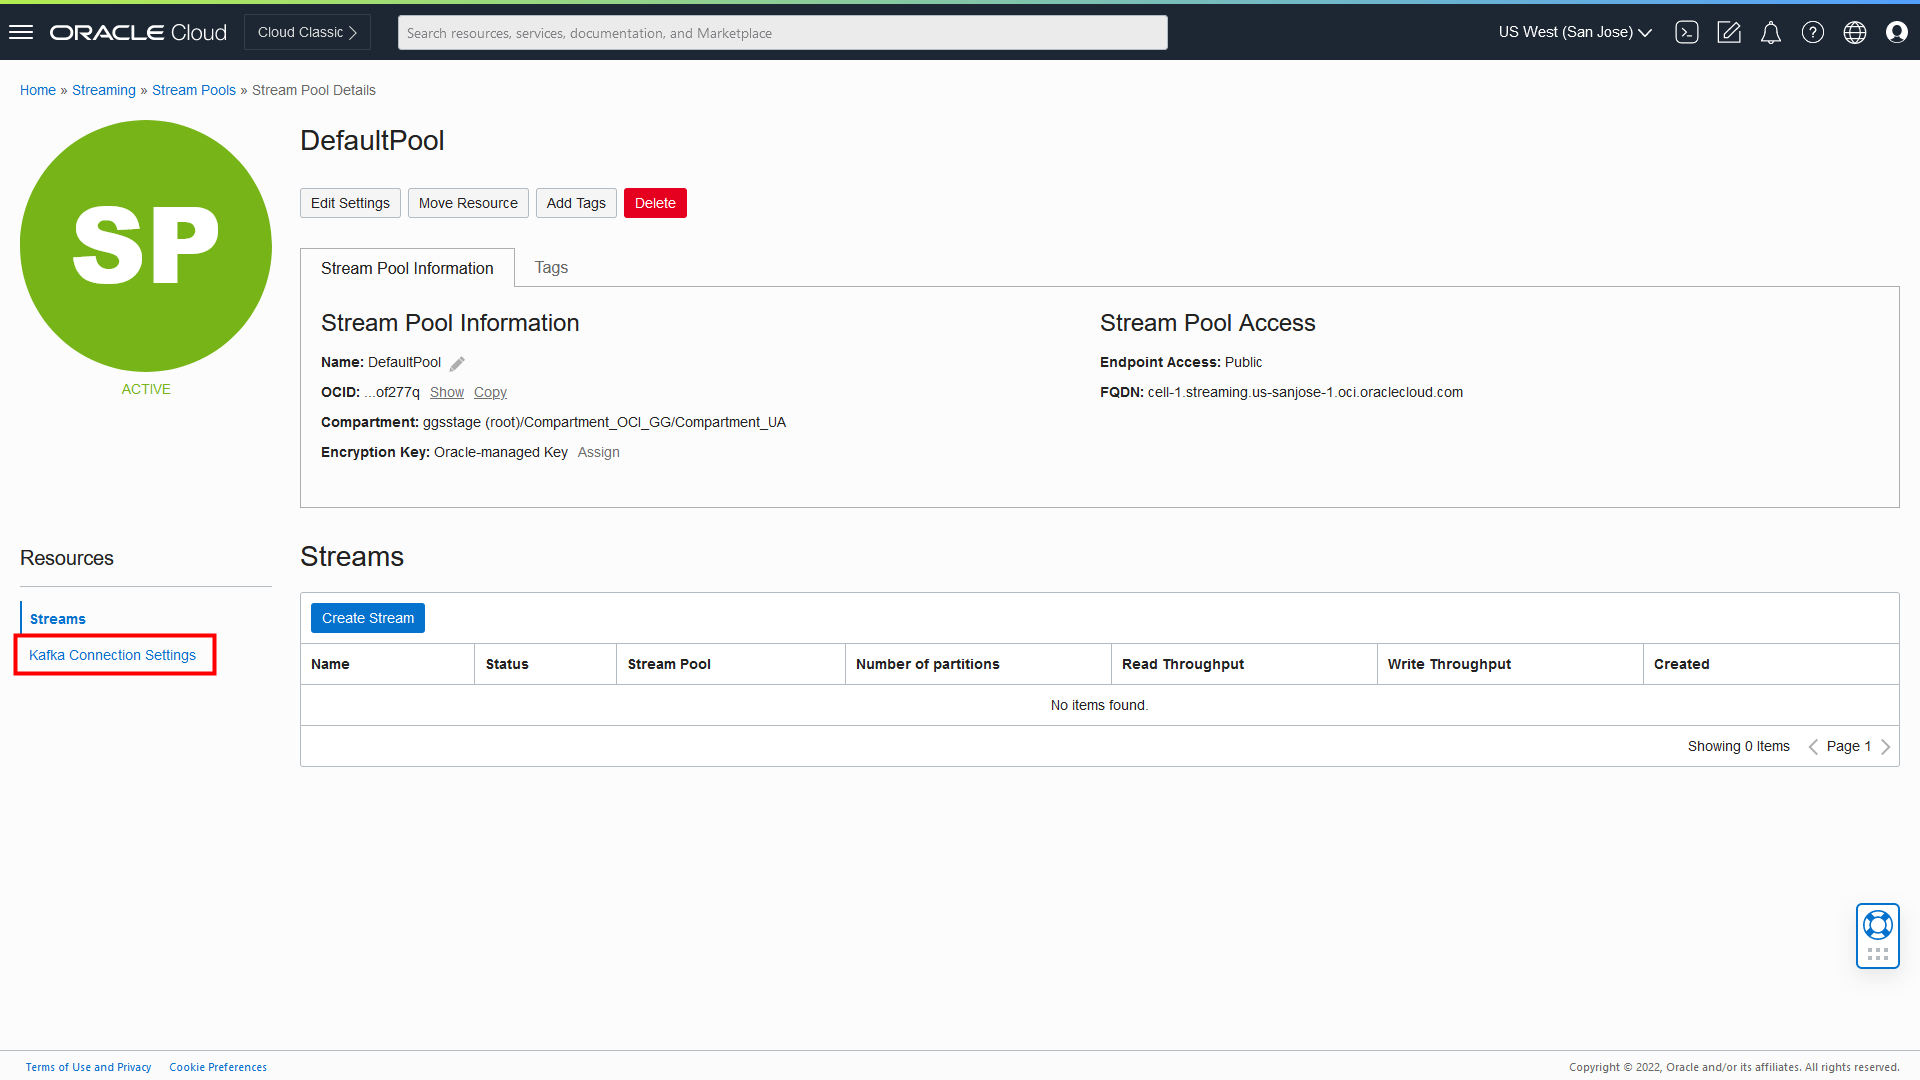 ORACLE Cloud
Cloud Classic
Search resources, services, documentation, and Marketplace
US West (San Jose)
Home » Streaming » Stream Pools » Stream Pool Details
SP
ACTIVE
DefaultPool
Edit Settings
Move Resource
Add Tags
Delete
Stream Pool Information
Tags
Stream Pool Information
Name: DefaultPool
OCID: ...of277q Show Copy
Compartment: ggsstage (root)/Compartment_OCI_GG/Compartment_UA
Encryption Key: Oracle-managed Key Assign
Stream Pool Access
Endpoint Access: Public
FQDN: cell-1.streaming.us-sanjose-1.oci.oraclecloud.com
Resources
Streams
Kafka Connection Settings
Streams
Create Stream
Name Status Stream Pool Number of partitions Read Throughput Write Throughput Created
No items found.
Showing 0 Items Page 1
Terms of Use and Privacy Cookie Preferences
Copyright © 2022, Oracle and/or its affiliates. All rights reserved.